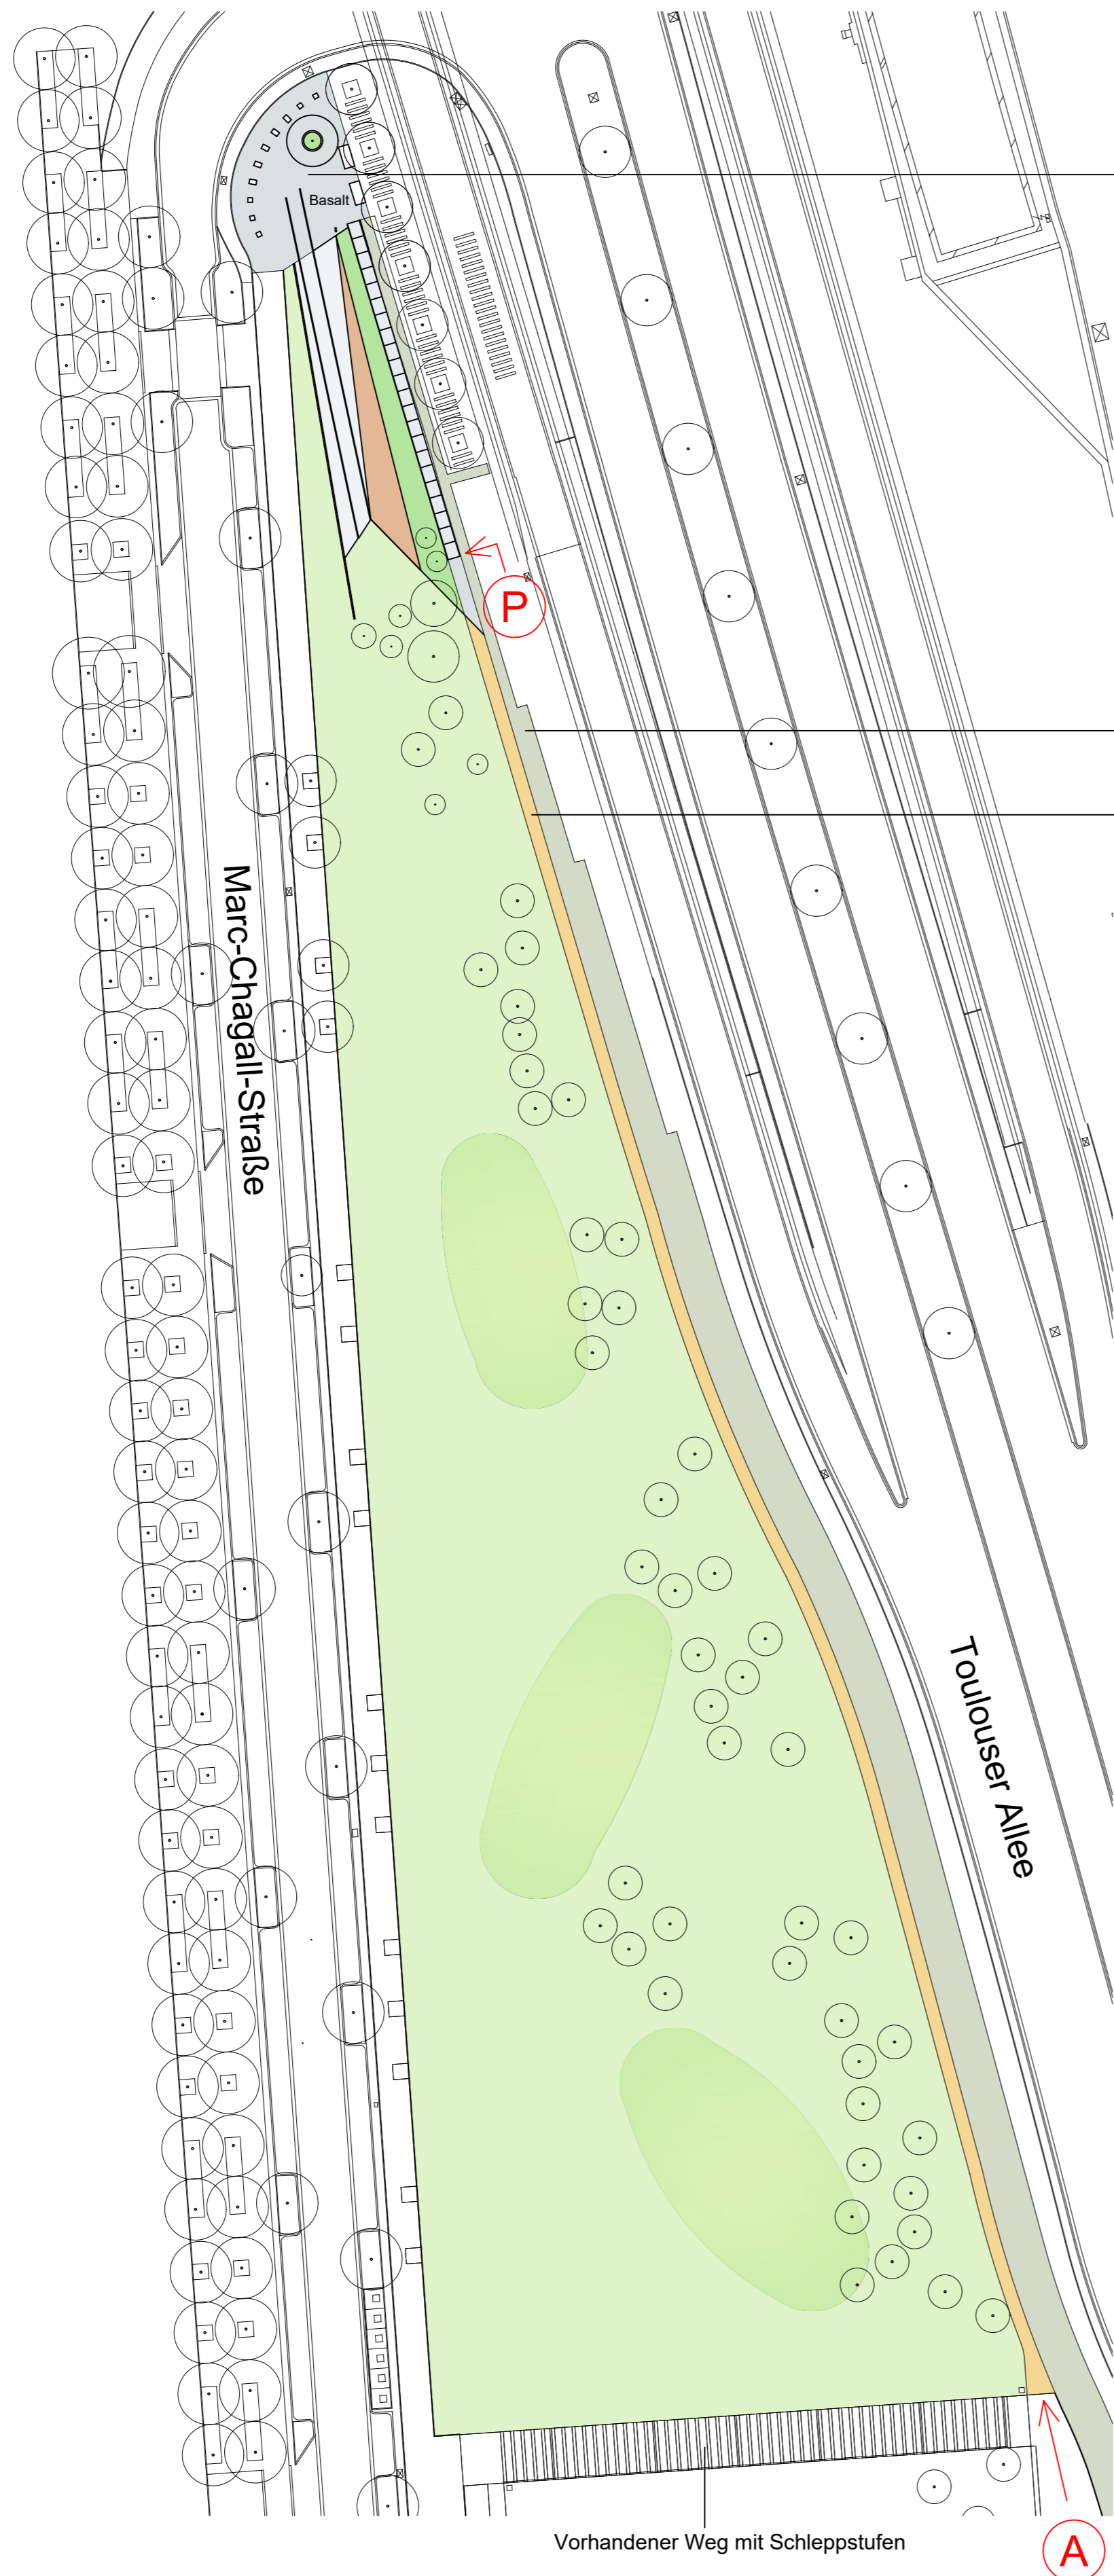 Basalt
P
Marc-Chagall-Straße
Toulouser Allee
Vorhandener Weg mit Schleppstufen
A